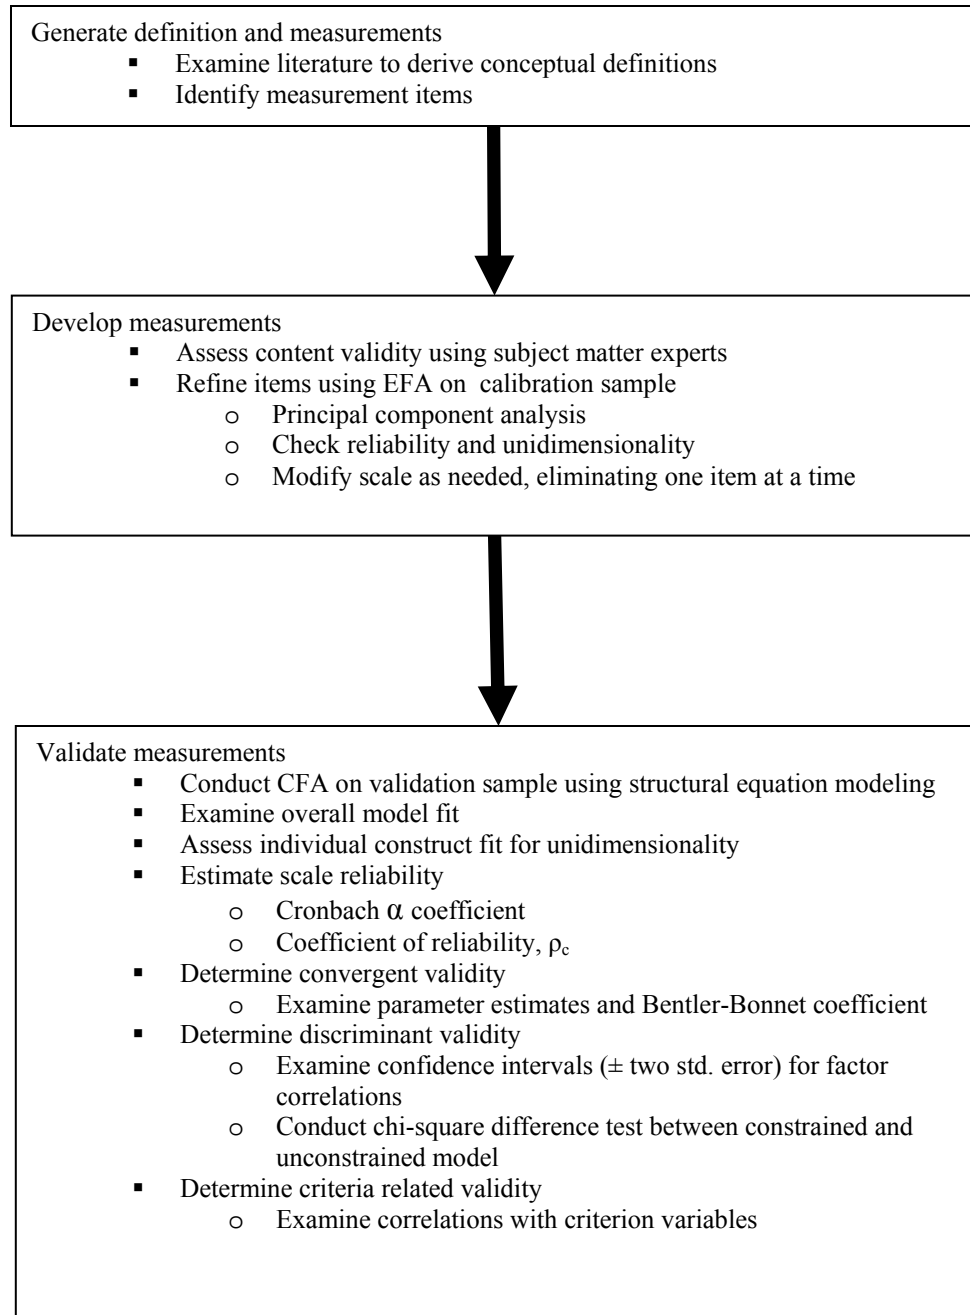 Generate definition and measurements
▪ Examine literature to derive conceptual definitions
▪ Identify measurement items
Develop measurements
▪ Assess content validity using subject matter experts
▪ Refine items using EFA on calibration sample
o Principal component analysis
o Check reliability and unidimensionality
o Modify scale as needed, eliminating one item at a time
Validate measurements
▪ Conduct CFA on validation sample using structural equation modeling
▪ Examine overall model fit
▪ Assess individual construct fit for unidimensionality
▪ Estimate scale reliability
o Cronbach α coefficient
o Coefficient of reliability, ρc
▪ Determine convergent validity
o Examine parameter estimates and Bentler-Bonnet coefficient
▪ Determine discriminant validity
o Examine confidence intervals (± two std. error) for factor
correlations
o Conduct chi-square difference test between constrained and
unconstrained model
▪ Determine criteria related validity
o Examine correlations with criterion variables